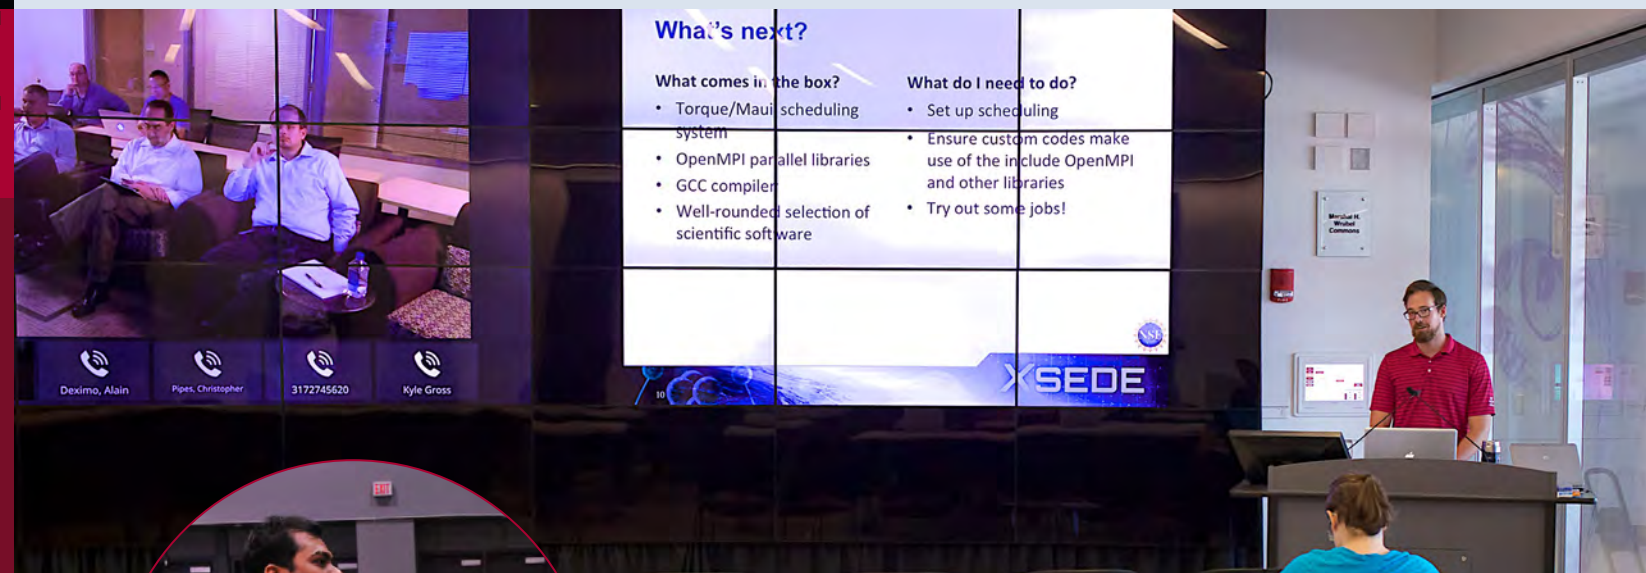 What's next?
What comes in the box?
• Torque/Maui scheduling
system
• OpenMPI parallel libraries
• GCC compiler
• Well-rounded selection of
scientific software
What do I need to do?
• Set up scheduling
• Ensure custom codes make
use of the include OpenMPI
and other libraries
• Try out some jobs!
NSF
XSEDE
10
Deximo, Alain
Pipes, Christopher
3172745620
Kyle Gross
Marshal H.
Wrubel
Commons
EXIT